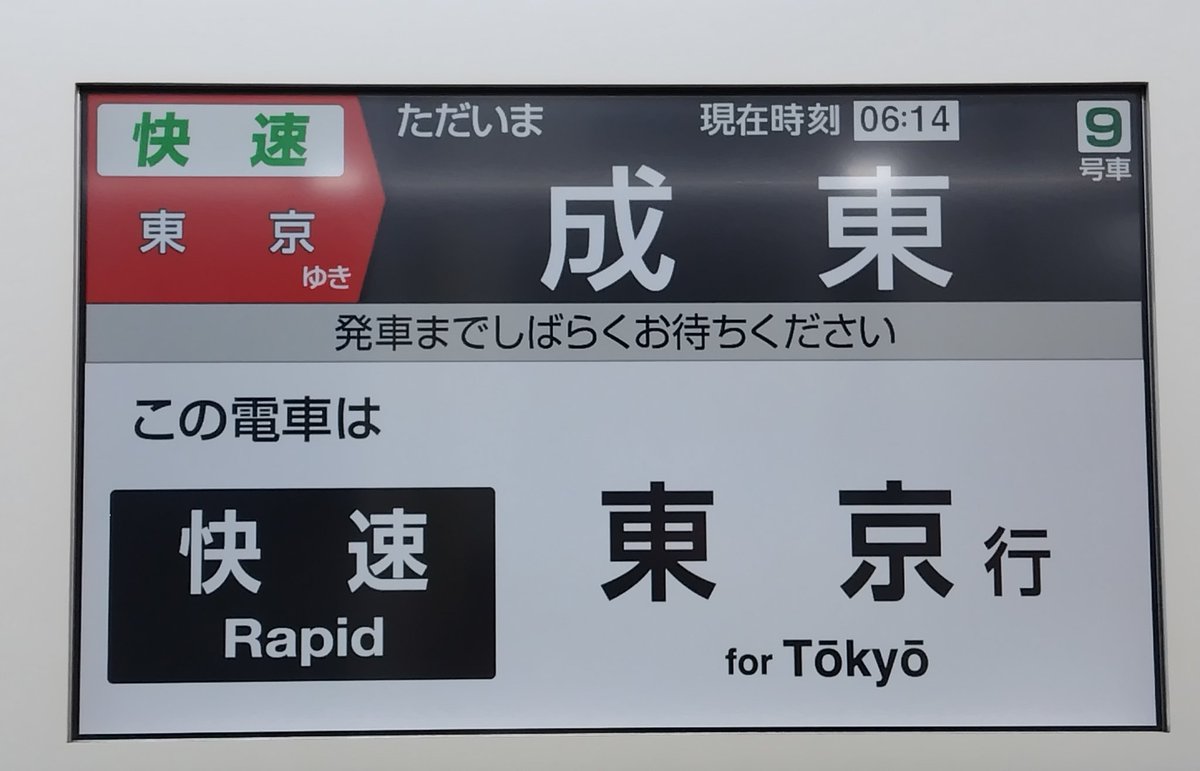 快速
東京
ゆき
ただいま
現在時刻 06:14
9
号車
成東
発車までしばらくお待ちください
この電車は
快速
Rapid
東京行
for Tōkyō